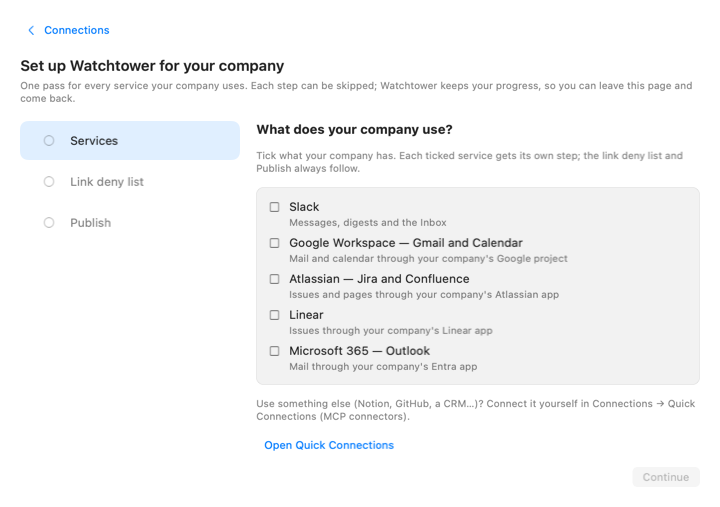 Connections
Set up Watchtower for your company
One pass for every service your company uses. Each step can be skipped; Watchtower keeps your progress, so you can leave this page and
come back.
Services
Link deny list
Publish
What does your company use?
Tick what your company has. Each ticked service gets its own step; the link deny list and
Publish always follow.
Slack
Messages, digests and the Inbox
Google Workspace — Gmail and Calendar
Mail and calendar through your company's Google project
Atlassian — Jira and Confluence
Issues and pages through your company's Atlassian app
Linear
Issues through your company's Linear app
Microsoft 365 — Outlook
Mail through your company's Entra app
Use something else (Notion, GitHub, a CRM...)? Connect it yourself in Connections → Quick
Connections (MCP connectors).
Open Quick Connections
Continue